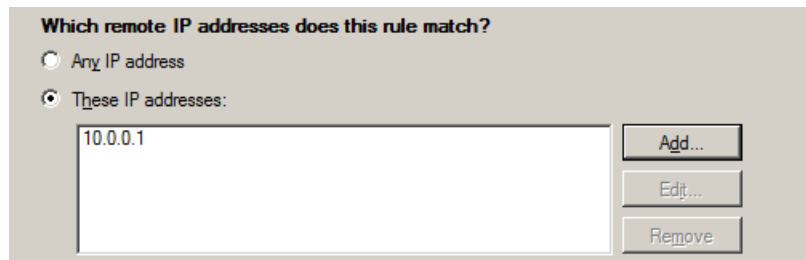 Which remote IP addresses does this rule match?
Any IP address
These IP addresses:
10.0.0.1
Add...
Edit...
Remove